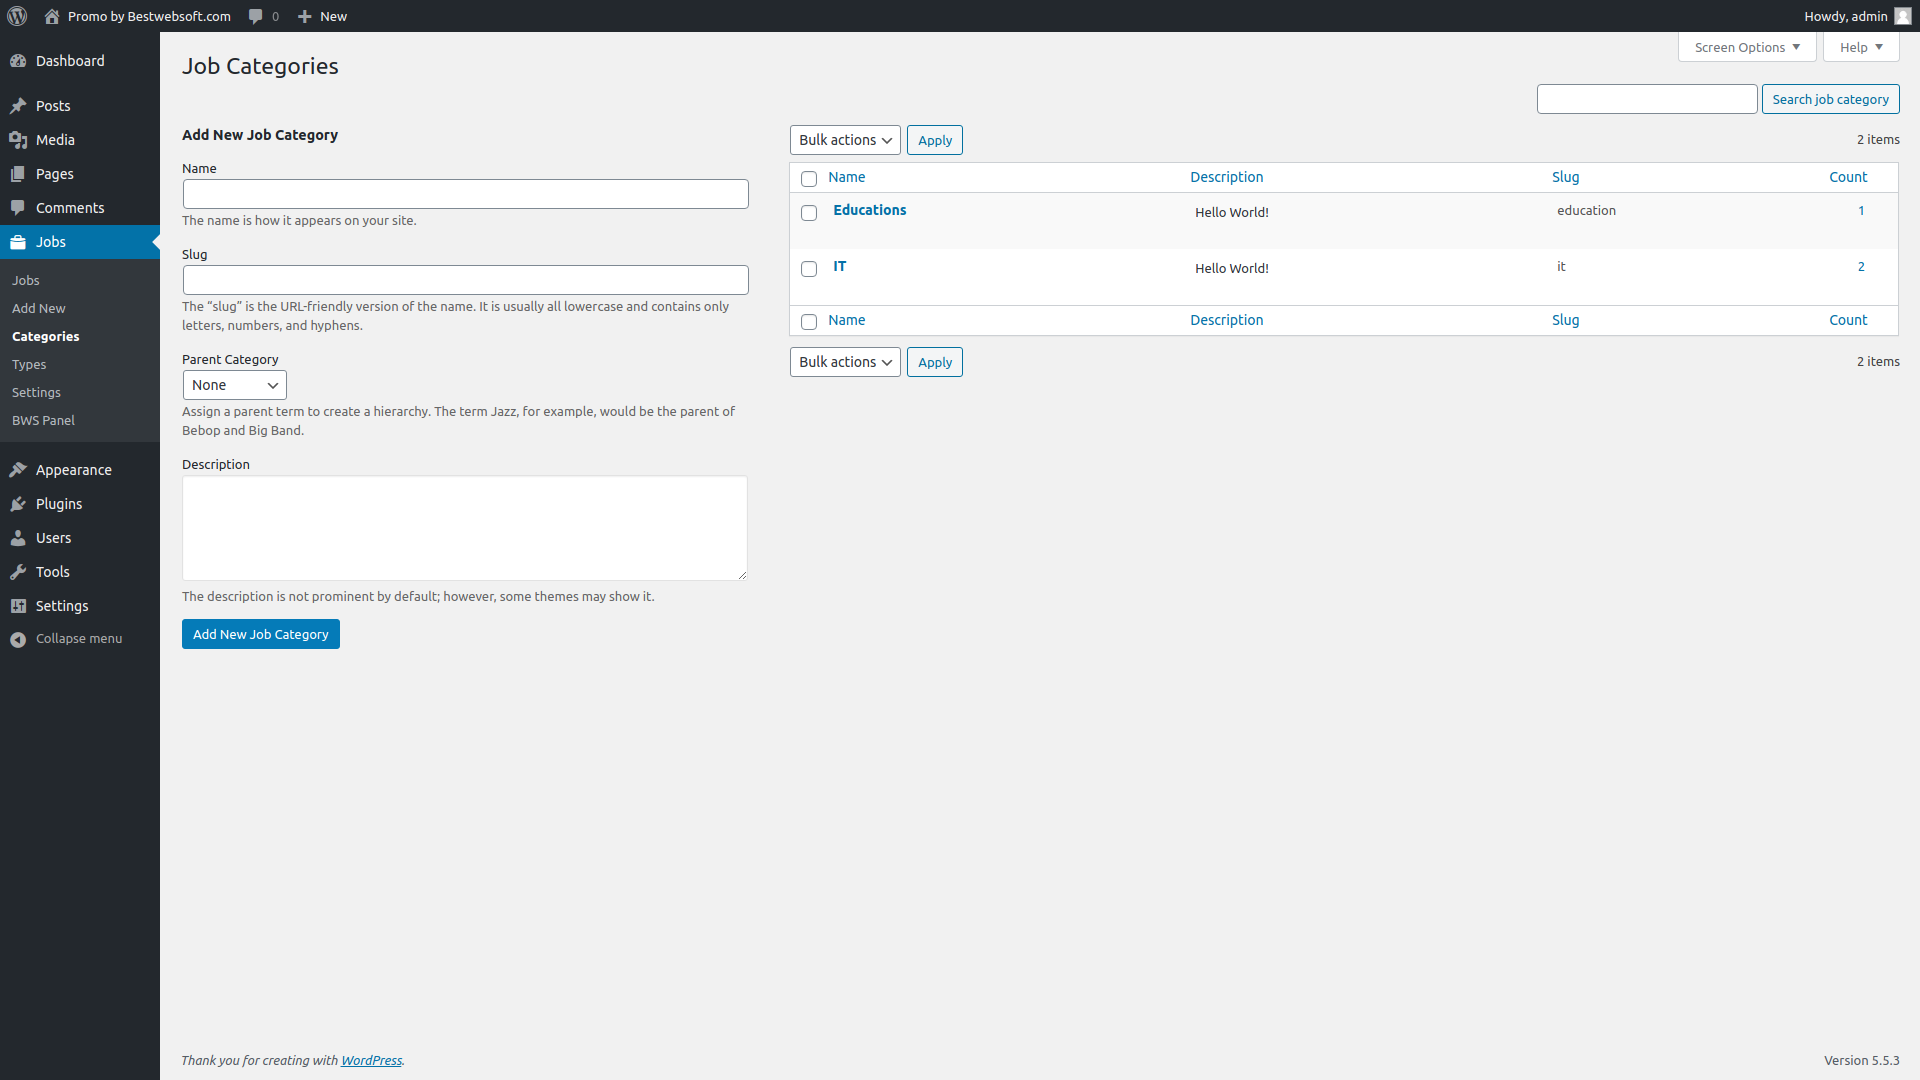 Promo by Bestwebsoft.com 0 New Howdy, admin
Dashboard
Posts
Media
Pages
Comments
Jobs
Jobs
Add New
Categories
Types
Settings
BWS Panel
Appearance
Plugins
Users
Tools
Settings
Collapse menu
Screen Options Help
Job Categories
Search job category
Add New Job Category
Name
The name is how it appears on your site.
Slug
The “slug” is the URL-friendly version of the name. It is usually all lowercase and contains only
letters, numbers, and hyphens.
Parent Category
None
Assign a parent term to create a hierarchy. The term Jazz, for example, would be the parent of
Bebop and Big Band.
Description
The description is not prominent by default; however, some themes may show it.
Add New Job Category
Bulk actions Apply 2 items
Name Description Slug Count
Educations Hello World! education 1
IT Hello World! it 2
Name Description Slug Count
Bulk actions Apply 2 items
Thank you for creating with WordPress. Version 5.5.3